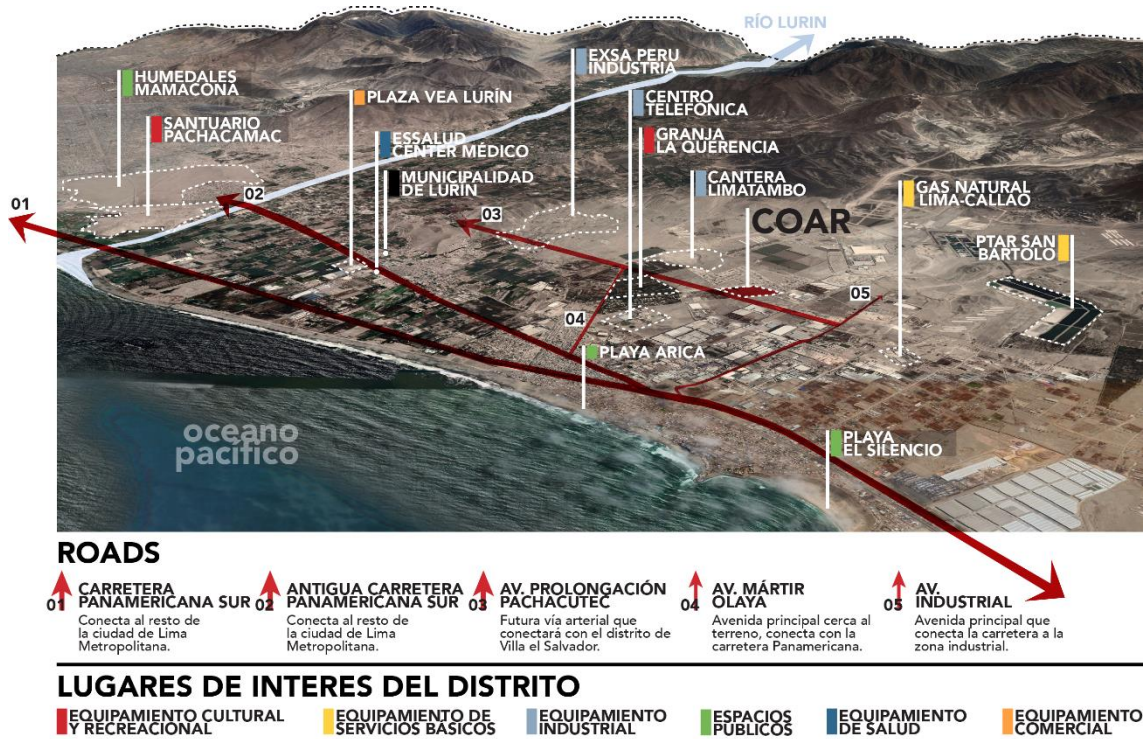 RÍO LURIN
HUMEDALES
MAMACONA
SANTUARIO
PACHACAMAC
PLAZA VEA LURÍN
ESSALUD
CENTER MÉDICO
MUNICIPALIDAD
DE LURÍN
EXSA PERU
INDUSTRIA
CENTRO
TELEFÓNICA
GRANJA
LA QUERENCIA
CANTERA
LIMATAMBO
COAR
GAS NATURAL
LIMA-CALLAO
PTAR SAN
BARTOLO
01
02
03
04
05
PLAYA ARICA
PLAYA
EL SILENCIO
oceano
pacífico
ROADS
01 CARRETERA
PANAMERICANA SUR
Conecta al resto de
la ciudad de Lima
Metropolitana.
02 ANTIGUA CARRETERA
PANAMERICANA SUR
Conecta al resto de
la ciudad de Lima
Metropolitana.
03 AV. PROLONGACIÓN
PACHACUTEC
Futura vía arterial que
conectará con el distrito de
Villa el Salvador.
04 AV. MÁRTIR
OLAYA
Avenida principal cerca al
terreno, conecta con la
carretera Panamericana.
05 AV.
INDUSTRIAL
Avenida principal que
conecta la carretera a la
zona industrial.
LUGARES DE INTERES DEL DISTRITO
EQUIPAMIENTO CULTURAL
Y RECREACIONAL
EQUIPAMIENTO DE
SERVICIOS BÁSICOS
EQUIPAMIENTO
INDUSTRIAL
ESPACIOS
PÚBLICOS
EQUIPAMIENTO
DE SALUD
EQUIPAMIENTO
COMERCIAL